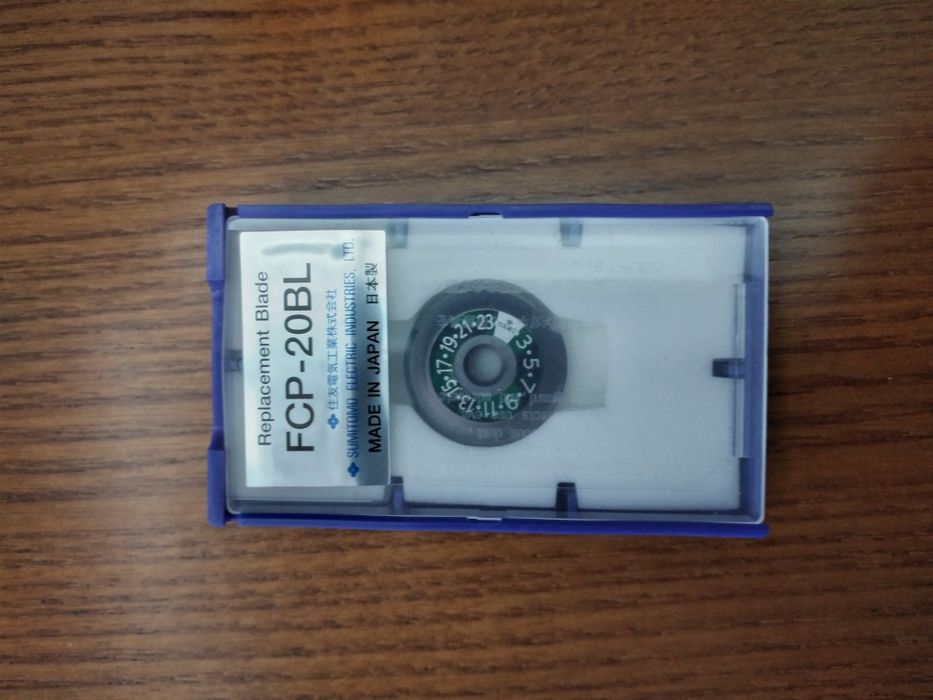 Replacement Blade
FCP-20BL
住友電気工業株式会社
SUMITOMO ELECTRIC INDUSTRIES, LTD.
MADE IN JAPAN 日本製
3·5·7·9·11·13·15·17·19·21·23